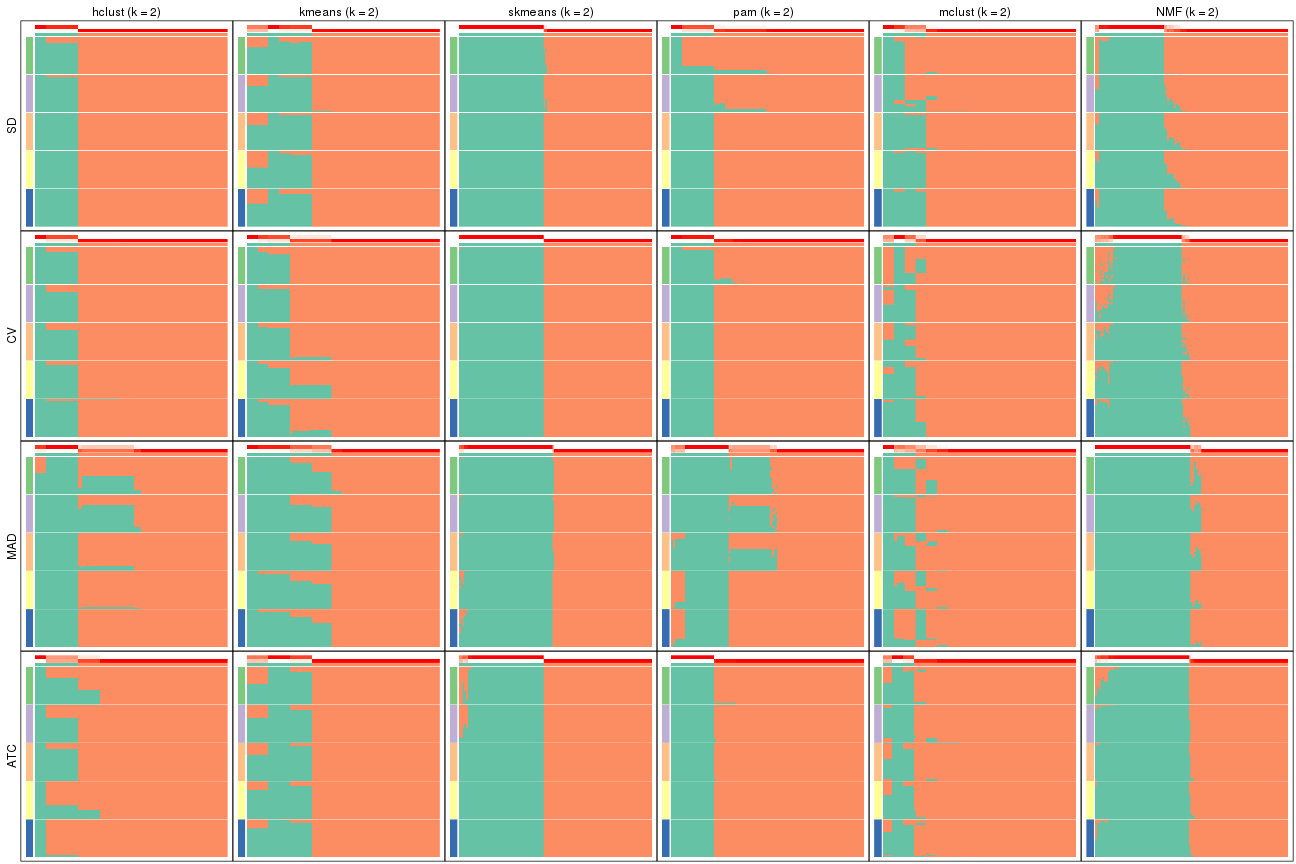 hclust (k = 2) kmeans (k = 2) skmeans (k = 2) pam (k = 2) mclust (k = 2) NMF (k = 2)
SD
CV
MAD
ATC